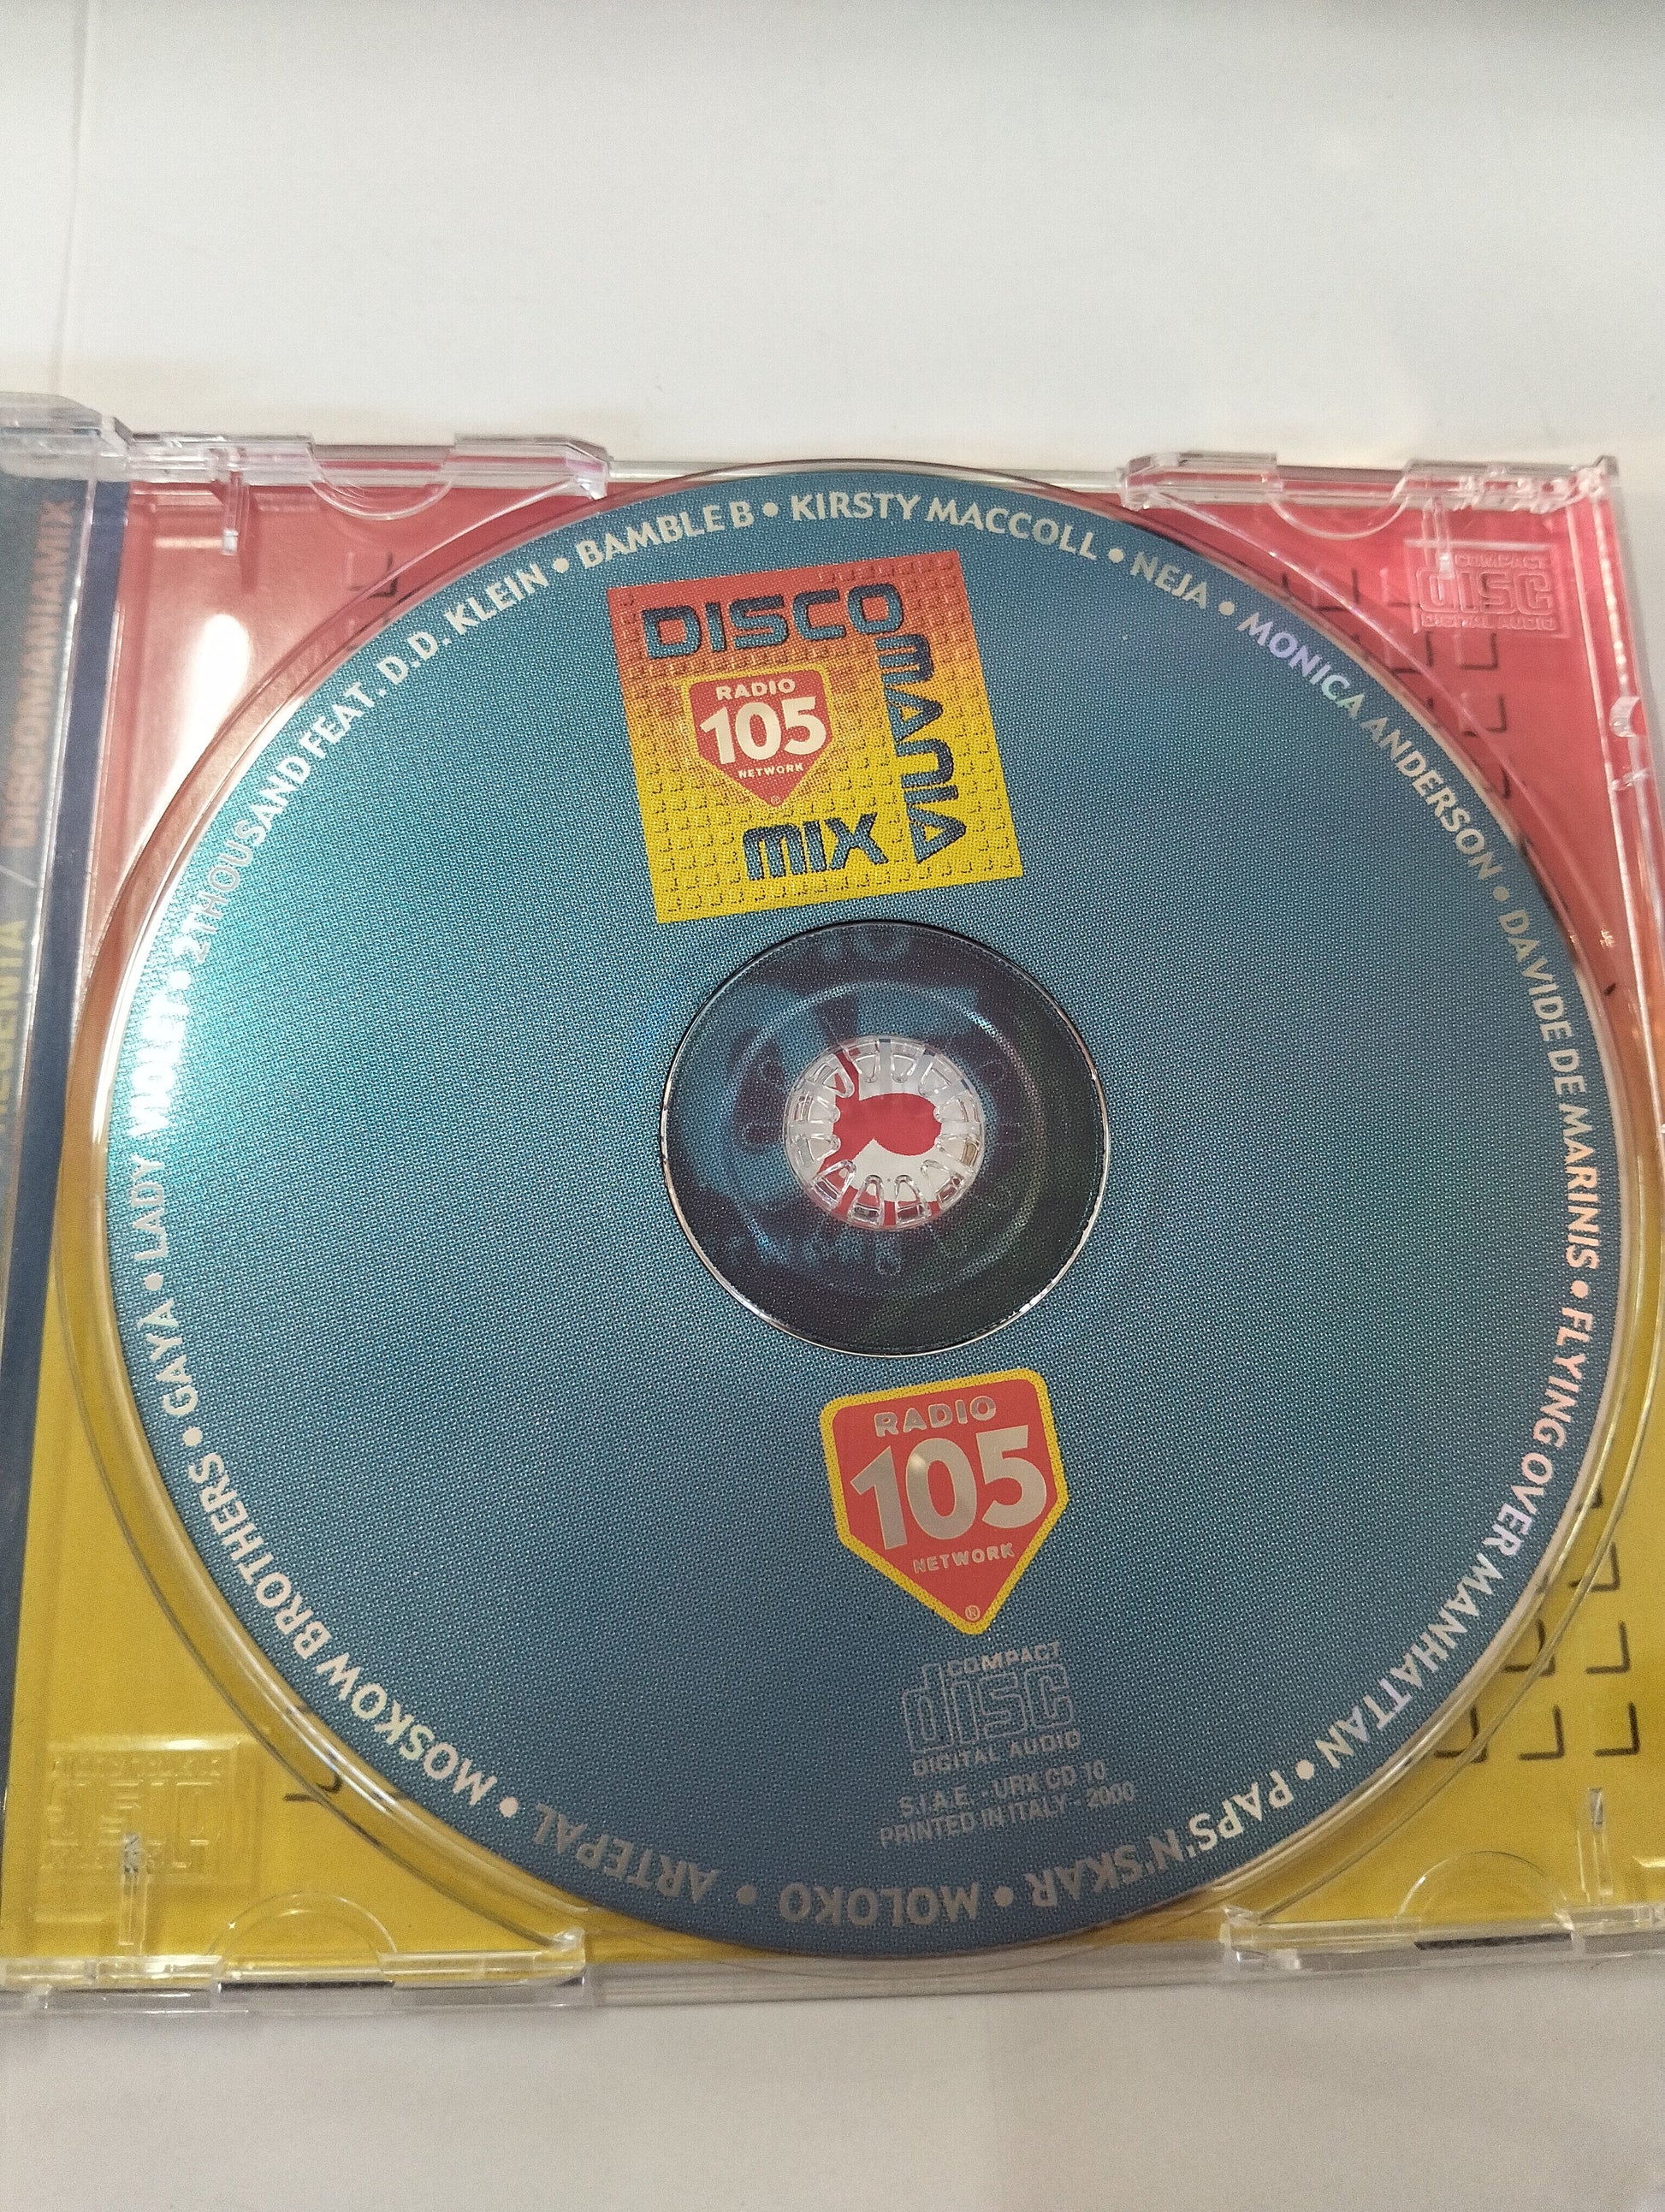 2THOUSAND FEAT. D.D. KLEIN • BAMBLE B • KIRSTY MACCOLL • NEJA • MONICA ANDERSON • DAVIDE DE MARINIS • FLYING OVER MANHATTAN • PAPS'N'SKAR • MOLOKO • ARTEPAL • MOSKOW BROTHERS • GAYA • LADY VIOLET •
DISCO
MANIA
RADIO
105
NETWORK
®
MIX
RADIO
105
NETWORK
®
COMPACT
disc
DIGITAL AUDIO
S.I.A.E. - URX CD 10
PRINTED IN ITALY - 2000
COMPACT
disc
DIGITAL AUDIO
/ DISCOMANIAMIX